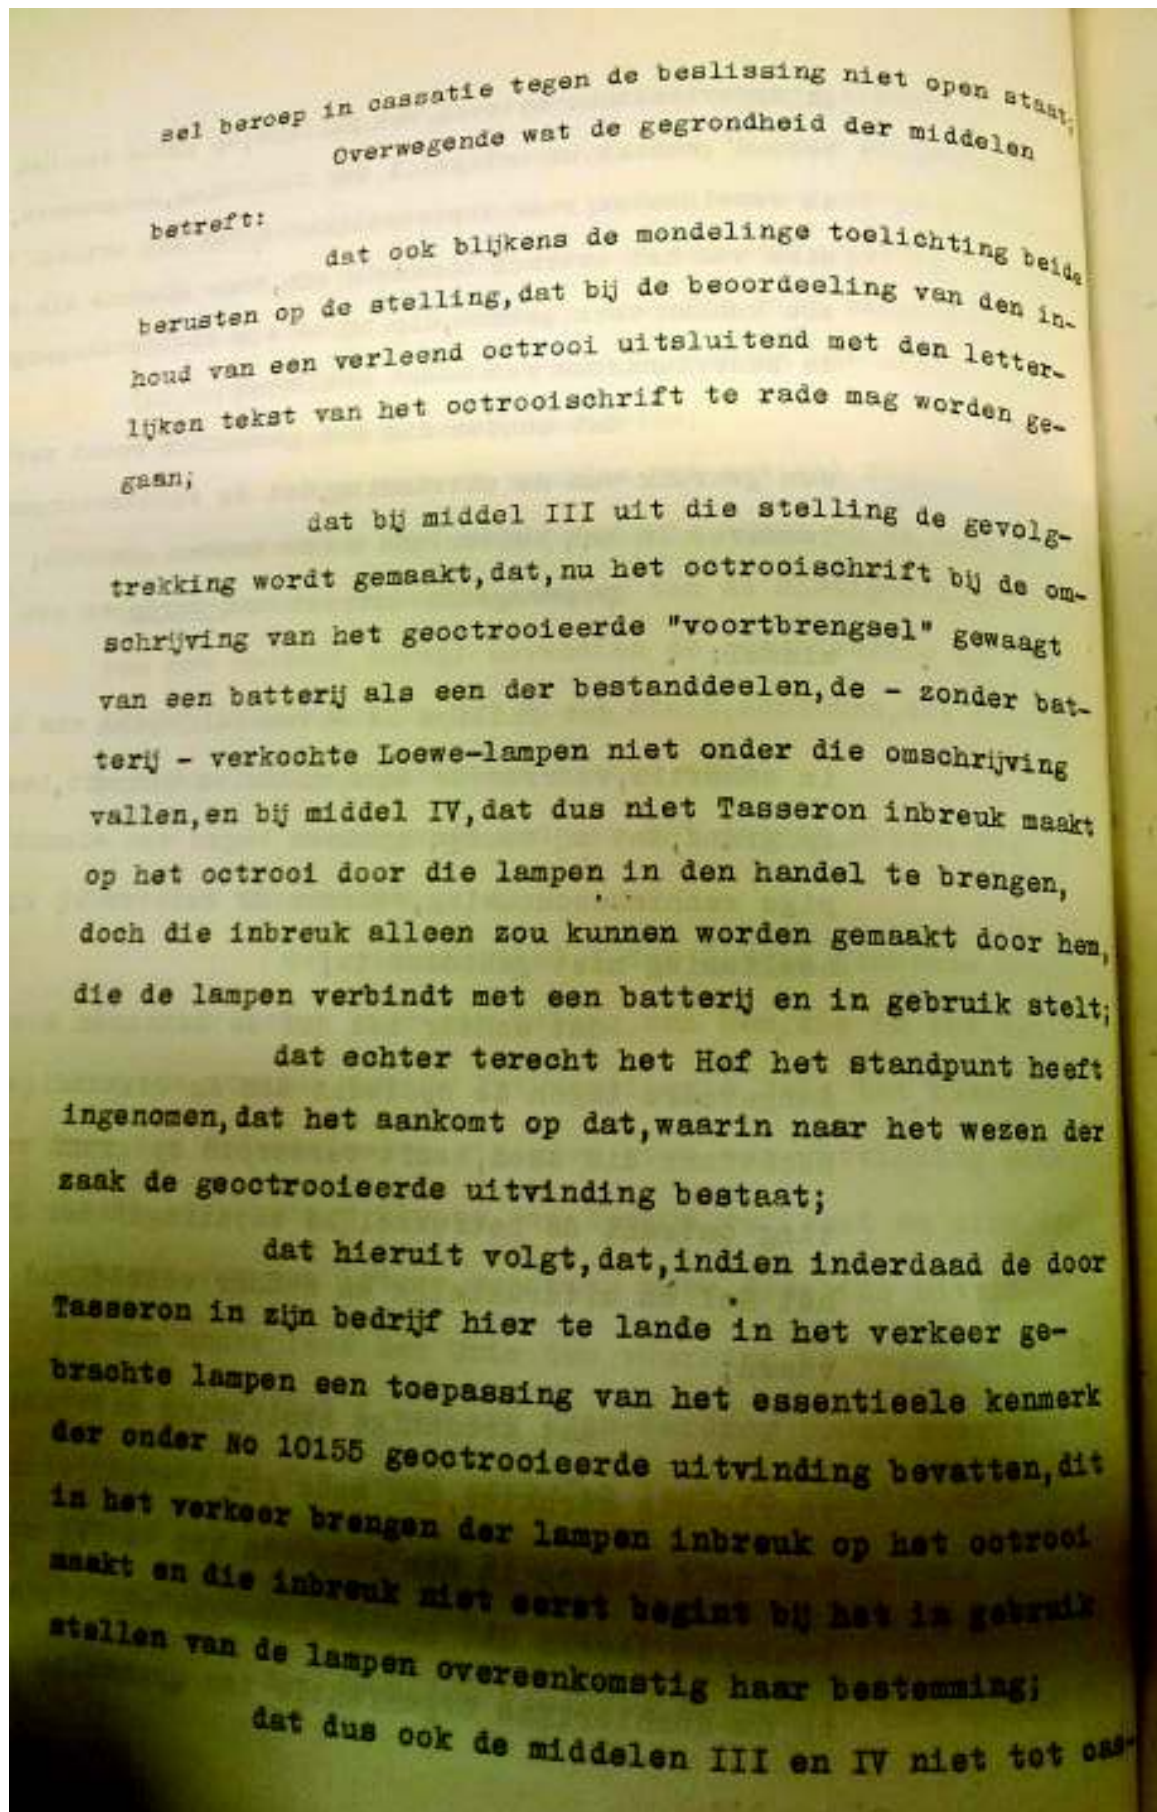 sel beroep in cassatie tegen de beslissing niet open staat;
Overwegende wat de gegrondheid der middelen
betreft:
dat ook blijkens de mondelinge toelichting beide
berusten op de stelling,dat bij de beoordeeling van den in-
houd van een verleend octrooi uitsluitend met den letter-
lijken tekst van het octrooischrift te rade mag worden ge-
gaan;
dat bij middel III uit die stelling de gevolg-
trekking wordt gemaakt,dat,nu het octrooischrift bij de om-
schrijving van het geoctrooieerde "voortbrengsel" gewaagt
van een batterij als een der bestanddeelen,de - zonder bat-
terij - verkochte Loewe-lampen niet onder die omschrijving
vallen,en bij middel IV,dat dus niet Tasseron inbreuk maakt
op het octrooi door die lampen in den handel te brengen,
doch die inbreuk alleen zou kunnen worden gemaakt door hem,
die de lampen verbindt met een batterij en in gebruik stelt;
dat echter terecht het Hof het standpunt heeft
ingenomen,dat het aankomt op dat,waarin naar het wezen der
zaak de geoctrooieerde uitvinding bestaat;
dat hieruit volgt,dat,indien inderdaad de door
Tasseron in zijn bedrijf hier te lande in het verkeer ge-
brachte lampen een toepassing van het essentieele kenmerk
der onder No 10155 geoctrooieerde uitvinding bevatten,dit
in het verkeer brengen der lampen inbreuk op het octrooi
maakt en die inbreuk niet eerst begint bij het in gebruik
stellen van de lampen overeenkomstig haar bestemming;
dat dus ook de middelen III en IV niet tot cas-